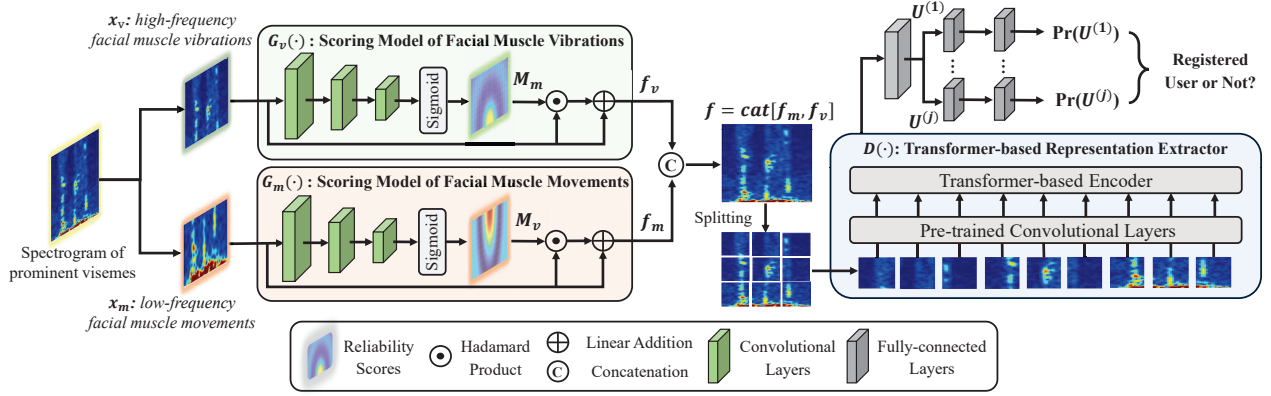 x_v: high-frequency
facial muscle vibrations
G_v(·) : Scoring Model of Facial Muscle Vibrations
Sigmoid
M_m
f_v
Spectrogram of
prominent visemes
G_m(·) : Scoring Model of Facial Muscle Movements
Sigmoid
M_v
f_m
x_m: low-frequency
facial muscle movements
C
f = cat[f_m, f_v]
Splitting
U^(1)
Pr(U^(1))
U^(j)
Pr(U^(j))
Registered
User or Not?
D(·): Transformer-based Representation Extractor
Transformer-based Encoder
Pre-trained Convolutional Layers
Reliability
Scores
Hadamard
Product
Linear Addition
C Concatenation
Convolutional
Layers
Fully-connected
Layers